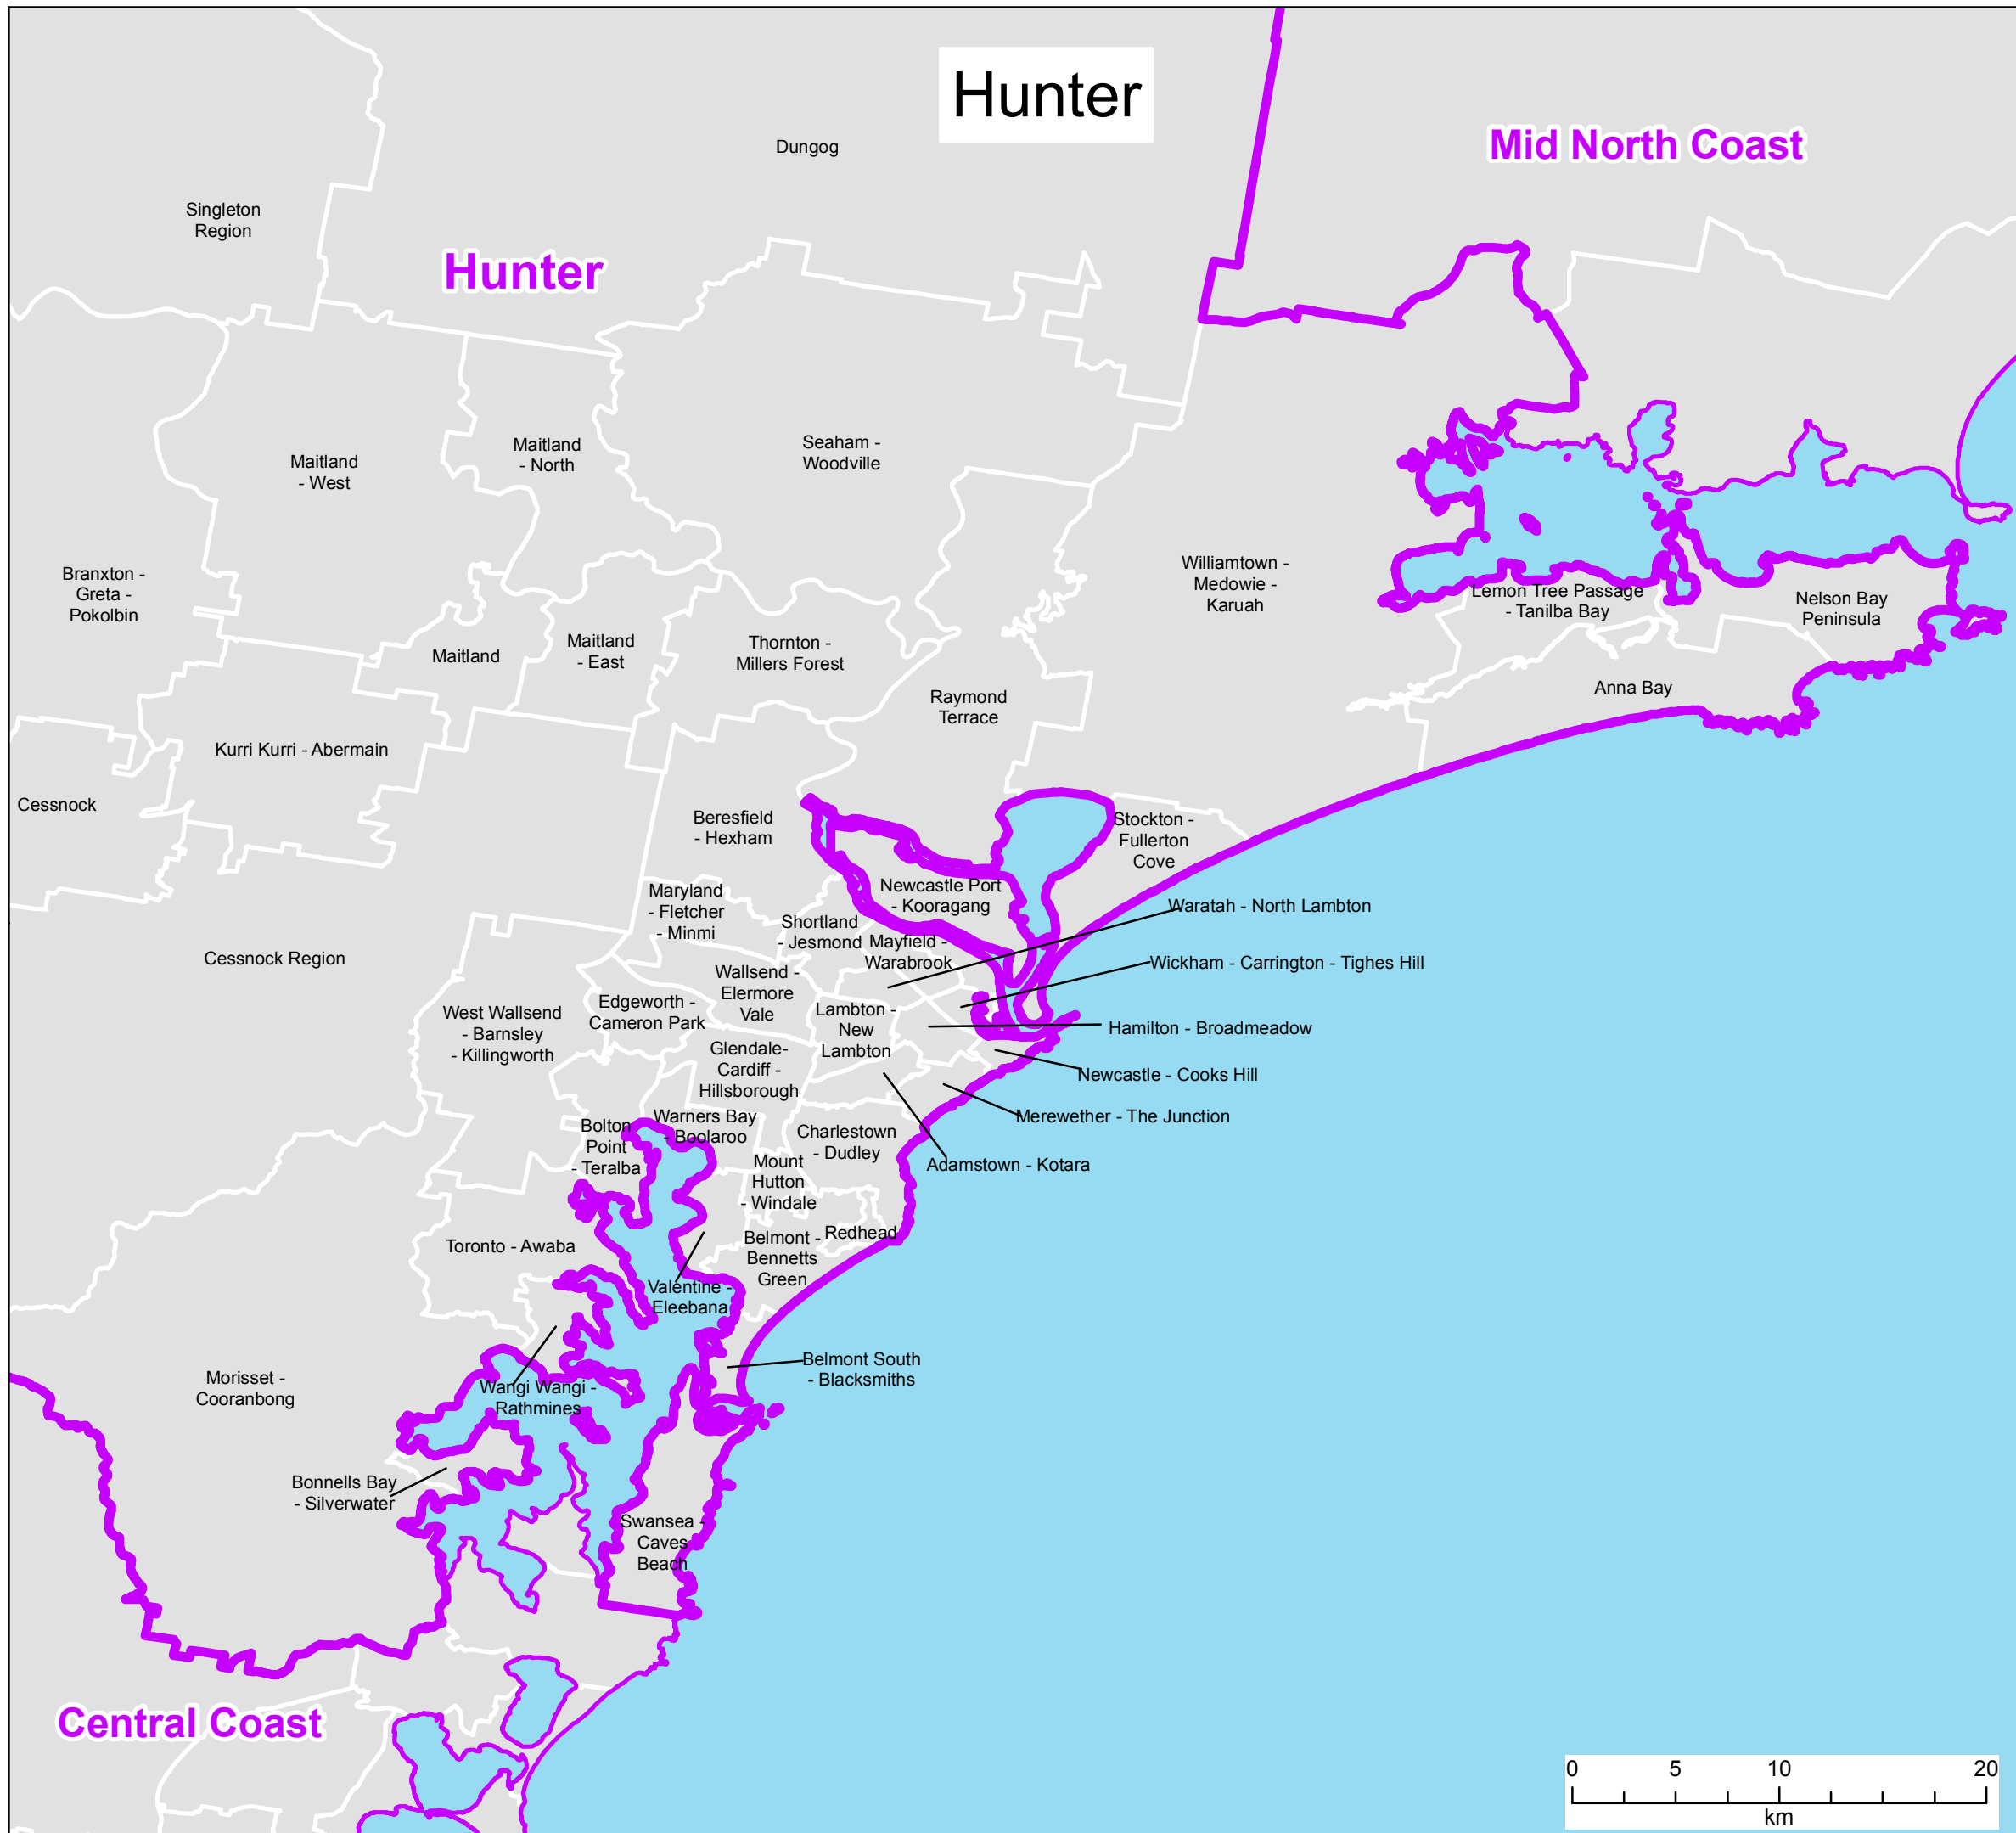 Hunter
Mid North Coast
Dungog
Singleton
Region
Hunter
Maitland
- West
Maitland
- North
Seaham -
Woodville
Branxton -
Greta -
Pokolbin
Williamtown -
Medowie -
Karuah
Lemon Tree Passage
- Tanilba Bay
Nelson Bay
Peninsula
Maitland
Maitland
- East
Thornton -
Millers Forest
Raymond
Terrace
Anna Bay
Kurri Kurri - Abermain
Cessnock
Beresfield
- Hexham
Stockton -
Fullerton
Cove
Maryland
- Fletcher
- Minmi
Newcastle Port
- Kooragang
Waratah - North Lambton
Shortland
- Jesmond
Mayfield -
Warabrook
Cessnock Region
Wickham - Carrington - Tighes Hill
Wallsend -
Elermore
Vale
West Wallsend
- Barnsley
- Killingworth
Edgeworth -
Cameron Park
Lambton -
New
Lambton
Hamilton - Broadmeadow
Glendale-
Cardiff -
Hillsborough
Newcastle - Cooks Hill
Merewether - The Junction
Bolton
Point
- Teralba
Warners Bay
- Boolaroo
Charlestown
- Dudley
Adamstown - Kotara
Mount
Hutton
- Windale
Redhead
Toronto - Awaba
Belmont -
Bennetts
Green
Valentine -
Eleebana
Belmont South
- Blacksmiths
Morisset -
Cooranbong
Wangi Wangi -
Rathmines
Bonnells Bay
- Silverwater
Swansea -
Caves
Beach
Central Coast
0 5 10 20
km